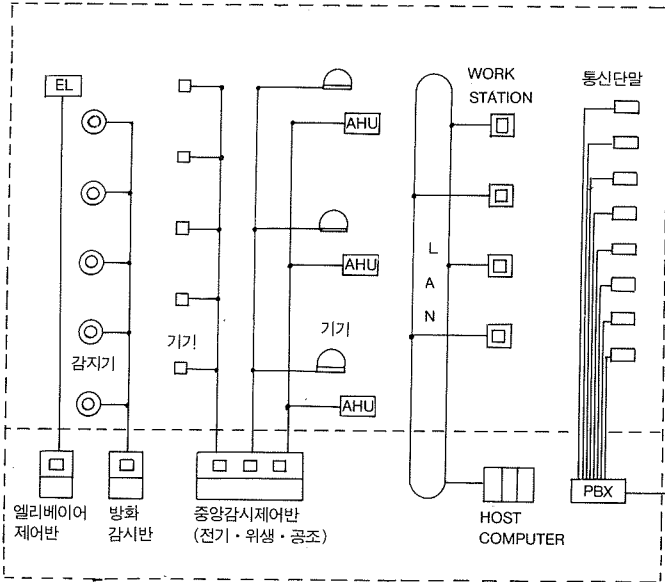 EL
AHU
AHU
AHU
감지기
기기
기기
WORK
STATION
L
A
N
통신단말
엘리베이어
제어반
방화
감시반
중앙감시제어반
(전기・위생・공조)
HOST
COMPUTER
PBX